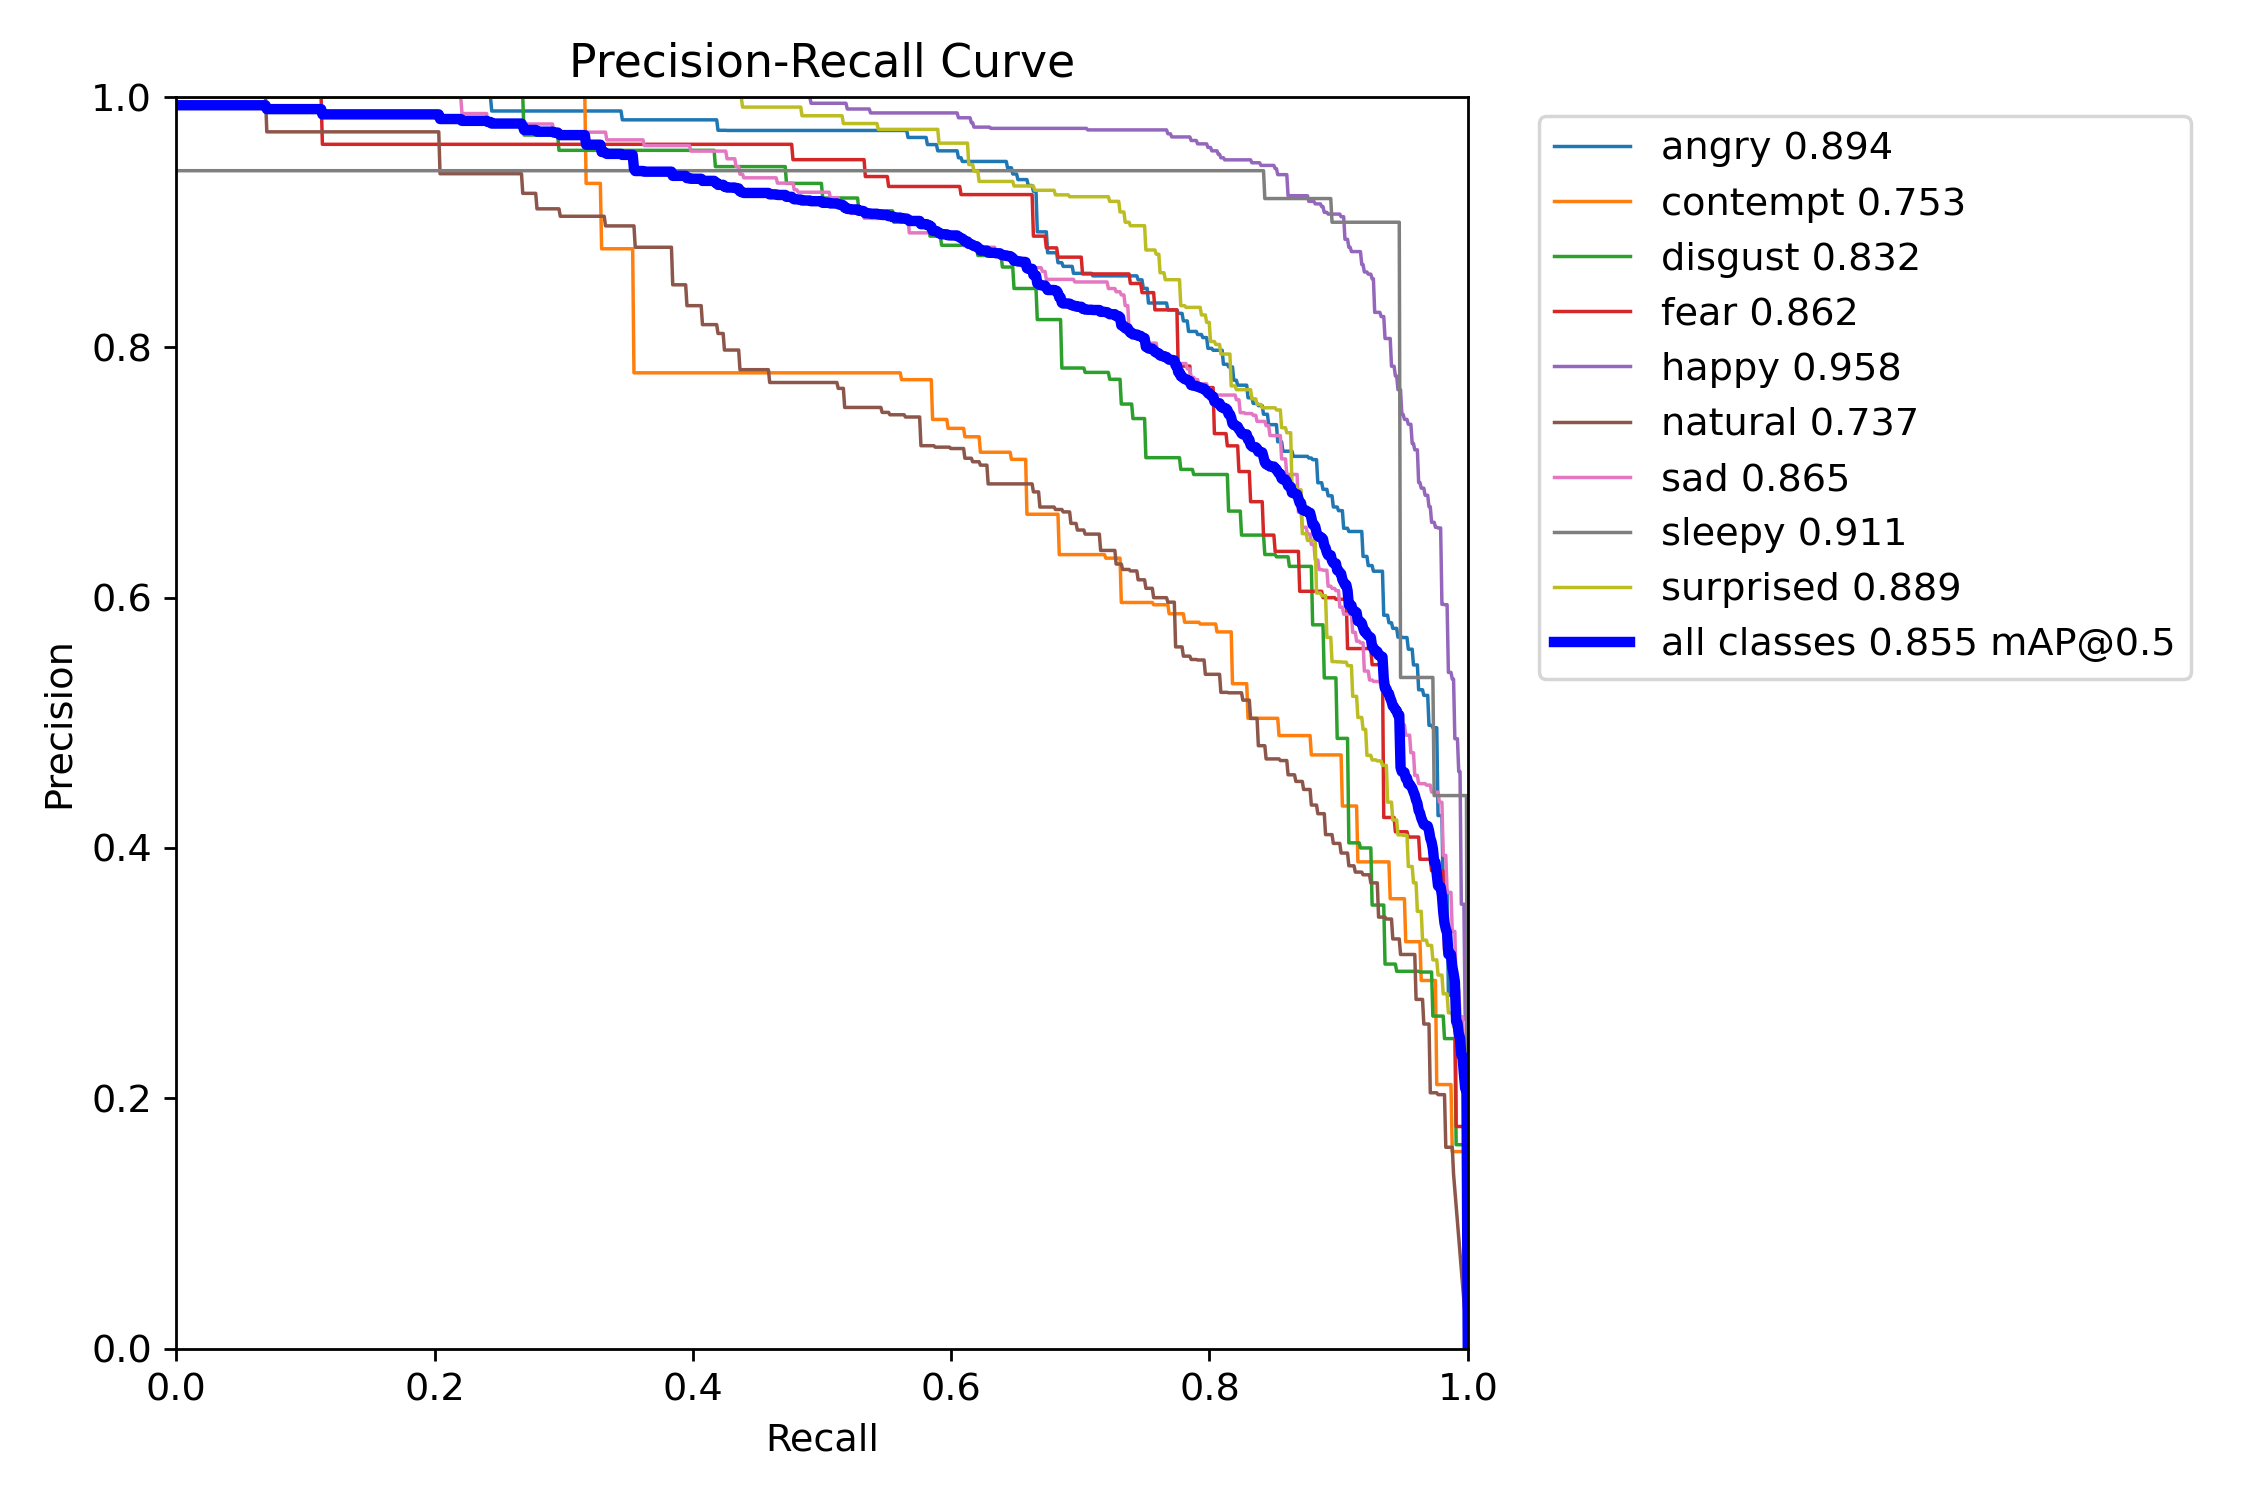 Precision-Recall Curve
1.0
0.8
0.6
0.4
0.2
0.0
Precision
0.0 0.2 0.4 0.6 0.8 1.0
Recall
angry 0.894
contempt 0.753
disgust 0.832
fear 0.862
happy 0.958
natural 0.737
sad 0.865
sleepy 0.911
surprised 0.889
all classes 0.855 mAP@0.5